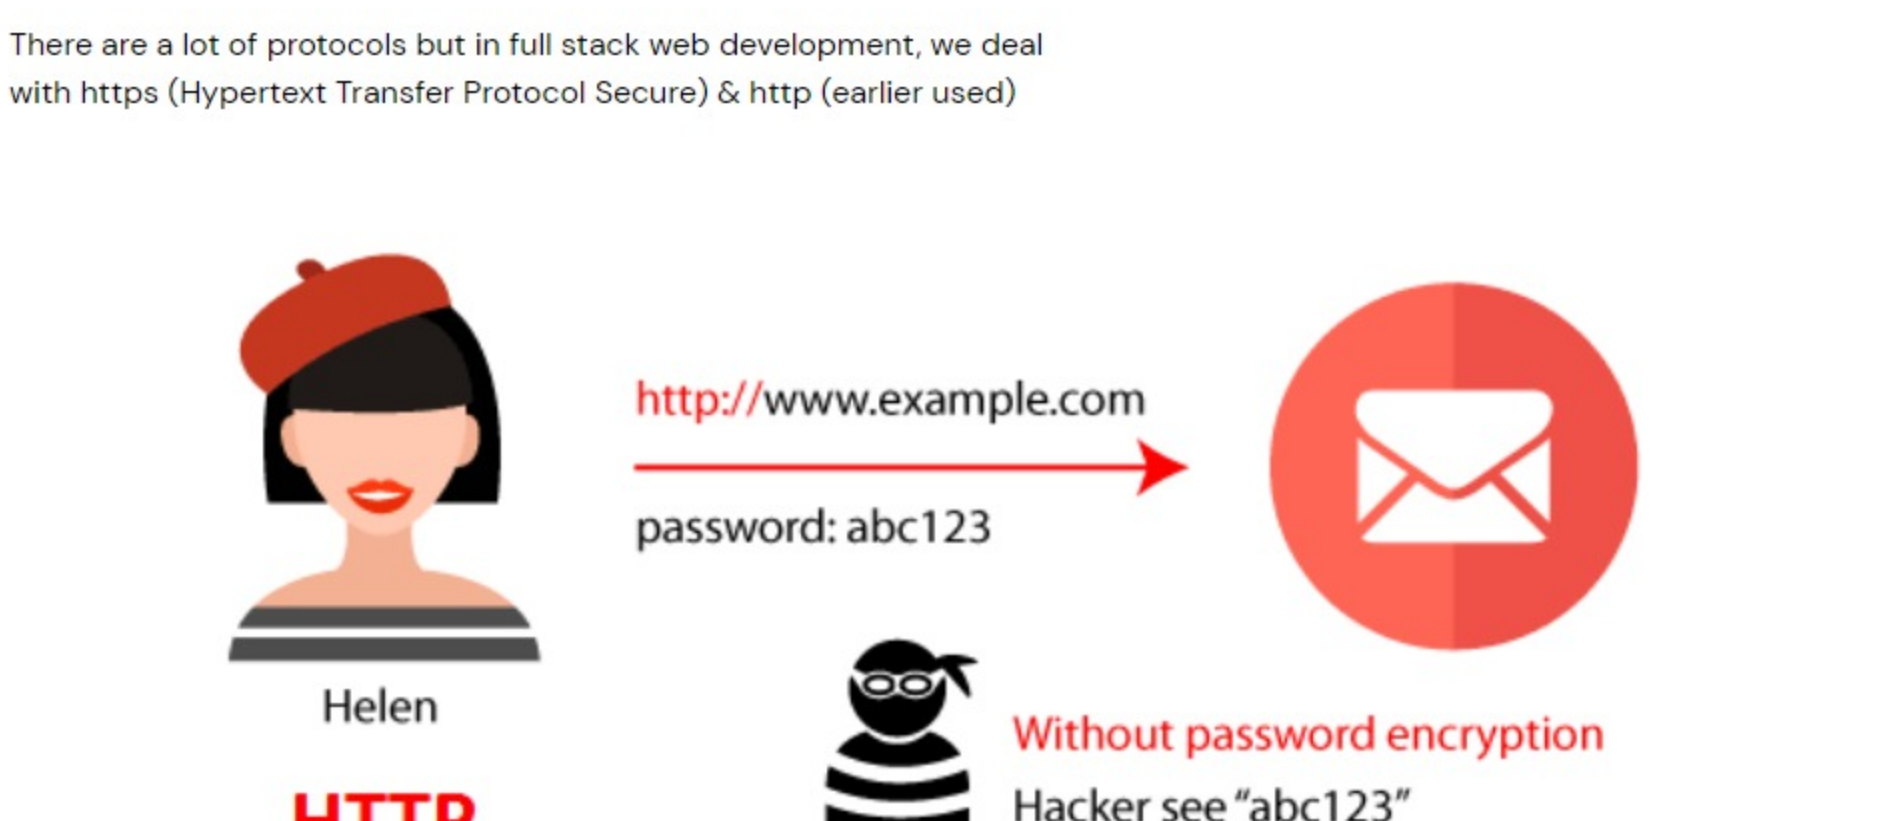 There are a lot of protocols but in full stack web development, we deal
with https (Hypertext Transfer Protocol Secure) & http (earlier used)
http://www.example.com
password: abc123
Helen
Without password encryption
HTTP
Hacker see “abc123”